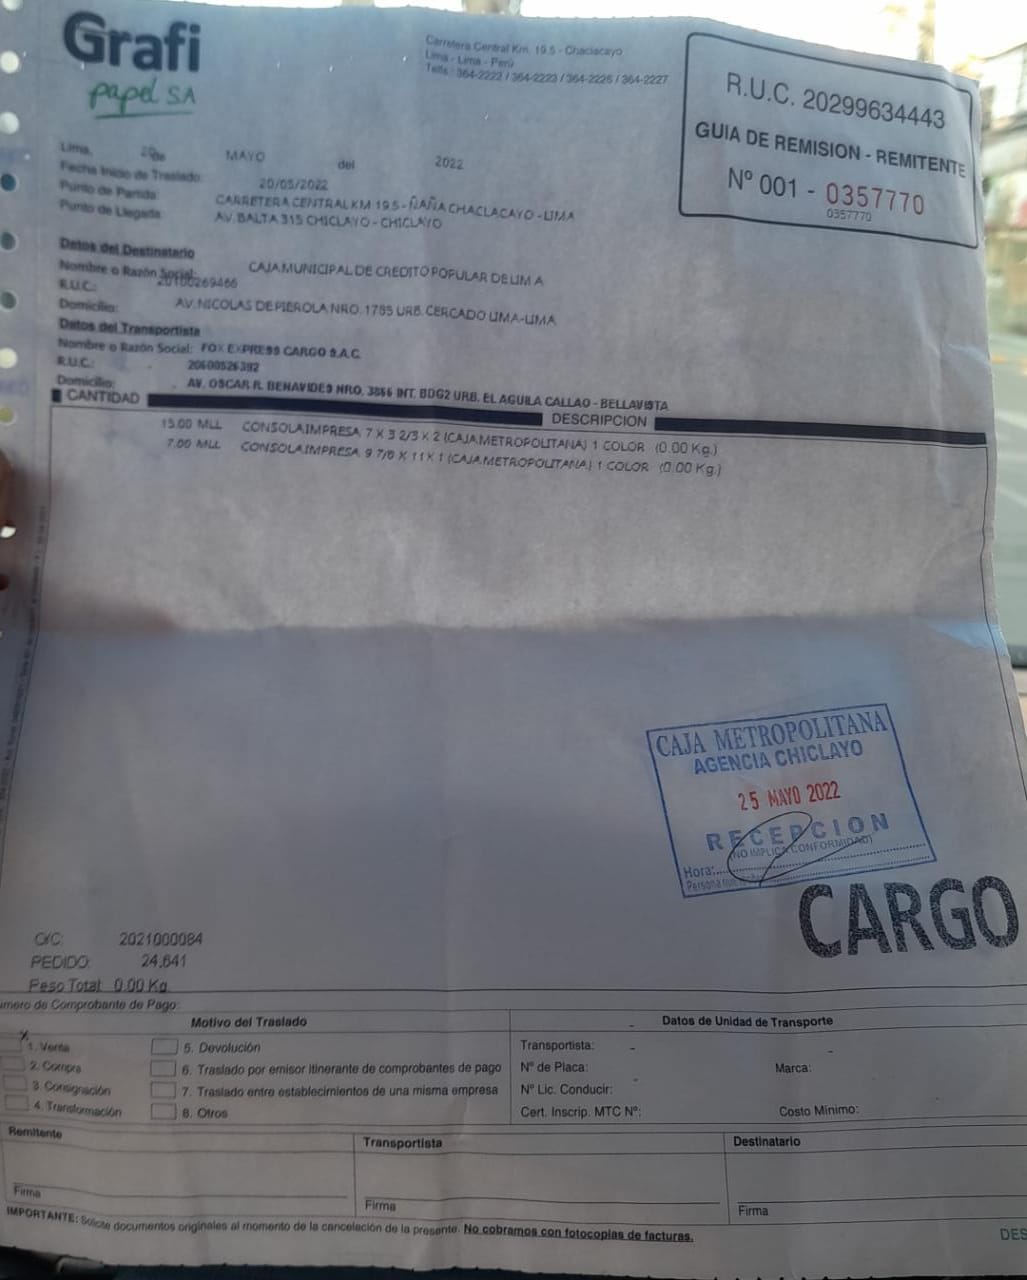 Grafi
papel SA
Carretera Central Km. 19.5 - Chaclacayo
Lima - Lima - Perú
Telfs.: 364-2222 / 364-2223 / 364-2226 / 364-2227
R.U.C. 20299634443
GUIA DE REMISION - REMITENTE
Nº 001 - 0357770
0357770
Lima, 20 de MAYO del 2022
Fecha Inicio de Traslado: 20/05/2022
Punto de Partida: CARRETERA CENTRAL KM 19.5 - ÑAÑA CHACLACAYO - LIMA
Punto de Llegada: AV. BALTA 315 CHICLAYO - CHICLAYO
Datos del Destinatario
Nombre o Razón Social: CAJA MUNICIPAL DE CREDITO POPULAR DE LIMA
R.U.C.: 20100269466
Domicilio: AV. NICOLAS DE PIEROLA NRO. 1785 URB. CERCADO LIMA-LIMA
Datos del Transportista
Nombre o Razón Social: FOX EXPRESS CARGO S.A.C.
R.U.C.: 20600526392
Domicilio: AV. OSCAR R. BENAVIDES NRO. 3866 INT. BDG2 URB. EL AGUILA CALLAO - BELLAVISTA
CANTIDAD DESCRIPCION
15.00 MLL CONSOLA IMPRESA 7 X 3 2/3 X 2 (CAJA METROPOLITANA) 1 COLOR (0.00 Kg.)
7.00 MLL CONSOLA IMPRESA 9 7/8 X 11 X 1 (CAJA METROPOLITANA) 1 COLOR (0.00 Kg.)
CAJA METROPOLITANA
AGENCIA CHICLAYO
25 MAYO 2022
RECEPCION
(NO IMPLICA CONFORMIDAD)
Hora:
Persona
CARGO
O/C: 2021000084
PEDIDO: 24,641
Peso Total: 0.00 Kg.
Número de Comprobante de Pago:
Motivo del Traslado
Datos de Unidad de Transporte
X
1. Venta
2. Compra
3. Consignación
4. Transformación
5. Devolución
6. Traslado por emisor itinerante de comprobantes de pago
7. Traslado entre establecimientos de una misma empresa
8. Otros
Transportista: -
Nº de Placa: - Marca: -
Nº Lic. Conducir: -
Cert. Inscrip. MTC Nº: Costo Mínimo:
Remitente Transportista Destinatario
Firma Firma Firma
IMPORTANTE: Solicite documentos originales al momento de la cancelación de la presente. No cobramos con fotocopias de facturas.
DES